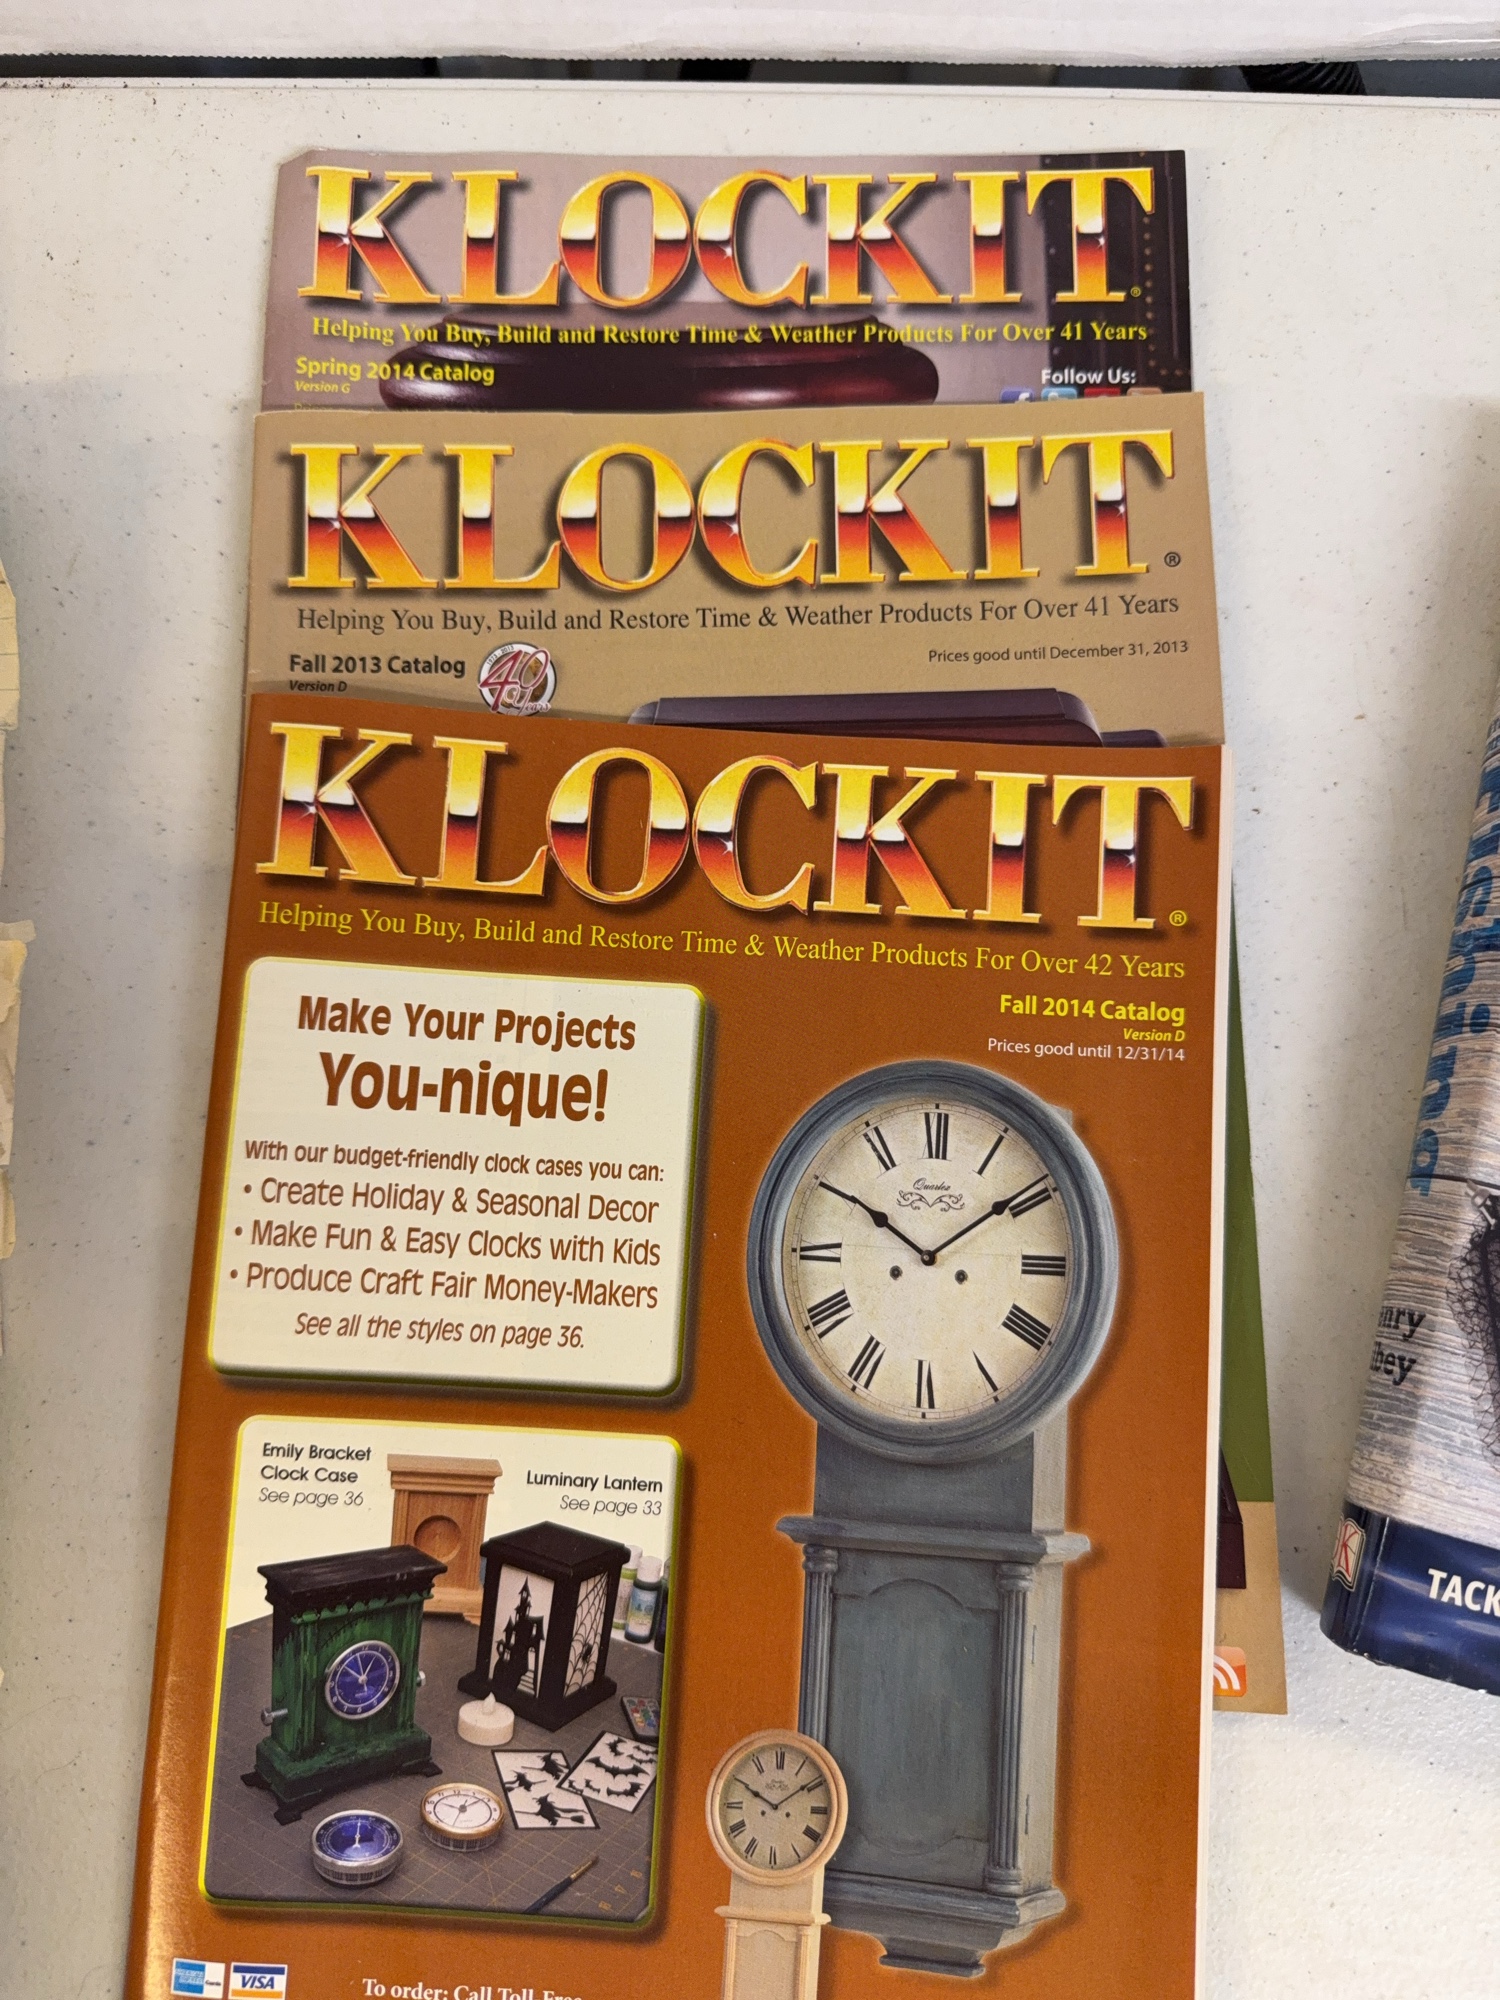 KLOCKIT®
Helping You Buy, Build and Restore Time & Weather Products For Over 41 Years
Spring 2014 Catalog
Version G
Follow Us:
KLOCKIT®
Helping You Buy, Build and Restore Time & Weather Products For Over 41 Years
Fall 2013 Catalog
Version D
40
Years
Prices good until December 31, 2013
KLOCKIT®
Helping You Buy, Build and Restore Time & Weather Products For Over 42 Years
Fall 2014 Catalog
Version D
Prices good until 12/31/14
Make Your Projects
You-nique!
With our budget-friendly clock cases you can:
• Create Holiday & Seasonal Decor
• Make Fun & Easy Clocks with Kids
• Produce Craft Fair Money-Makers
See all the styles on page 36.
Quartex
Emily Bracket
Clock Case
See page 36
Luminary Lantern
See page 33
VISA
To order: Call Toll-Free
TACK